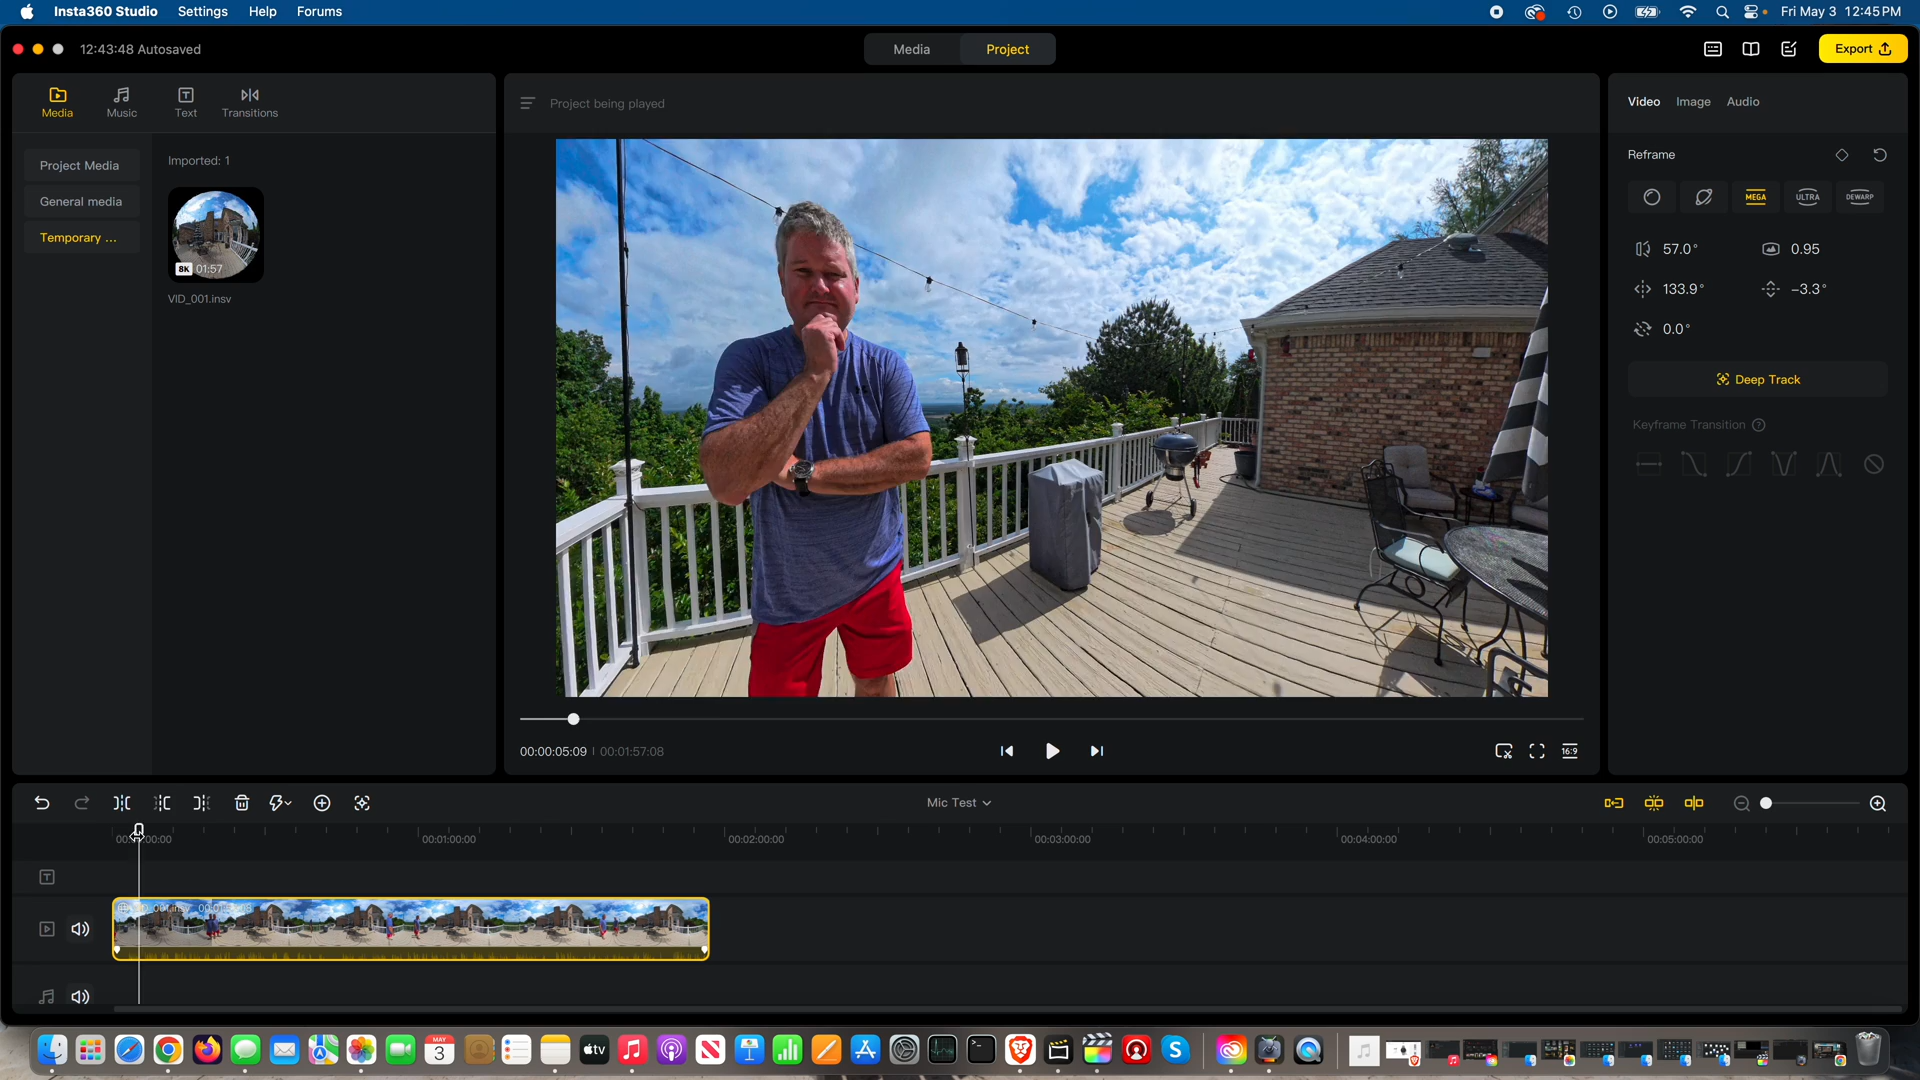 Insta360 Studio Settings Help Forums
Fri May 3 12:45 PM
12:43:48 Autosaved
Media Project
Export
Media Music Text Transitions
Project being played
Video Image Audio
Project Media
General media
Temporary ...
Imported: 1
8K 01:57
VID_001.insv
Reframe
MEGA ULTRA DEWARP
57.0° 0.95
133.9° −3.3°
0.0°
Deep Track
Keyframe Transition
00:00:05:09 | 00:01:57:08
16:9
Mic Test
00:01:00:00 00:02:00:00 00:03:00:00 00:04:00:00 00:05:00:00
MAY
3
tv